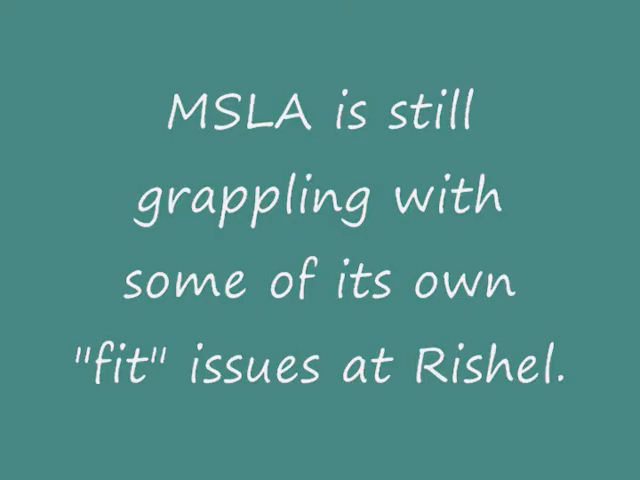 MSLA is still
grappling with
some of its own
"fit" issues at Rishel.